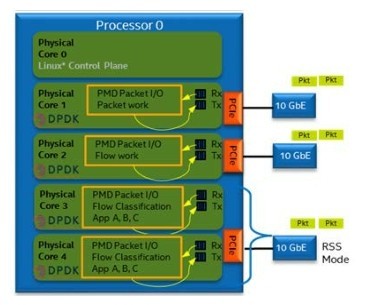 Processor 0
Physical
Core 0
Linux* Control Plane
Physical
Core 1
DPDK
PMD Packet I/O
Packet work
Rx
Tx
PCIe
10 GbE
Pkt Pkt
Physical
Core 2
DPDK
PMD Packet I/O
Flow work
Rx
Tx
PCIe
10 GbE
Pkt Pkt
Physical
Core 3
DPDK
PMD Packet I/O
Flow Classification
App A, B, C
Rx
Tx
Physical
Core 4
DPDK
PMD Packet I/O
Flow Classification
App A, B, C
Rx
Tx
PCIe
10 GbE
Pkt Pkt
RSS
Mode